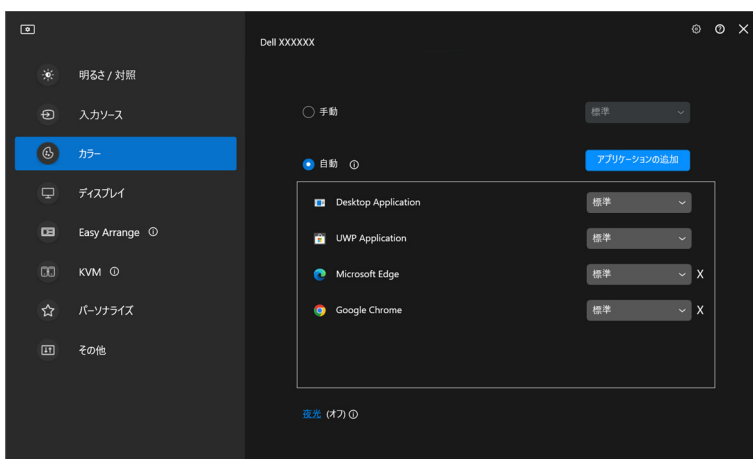 Dell XXXXXX
明るさ / 対照
入力ソース
カラー
ディスプレイ
Easy Arrange
KVM
パーソナライズ
その他
手動 標準
自動 アプリケーションの追加
Desktop Application 標準
UWP Application 標準
Microsoft Edge 標準 X
Google Chrome 標準 X
夜光 (オフ)